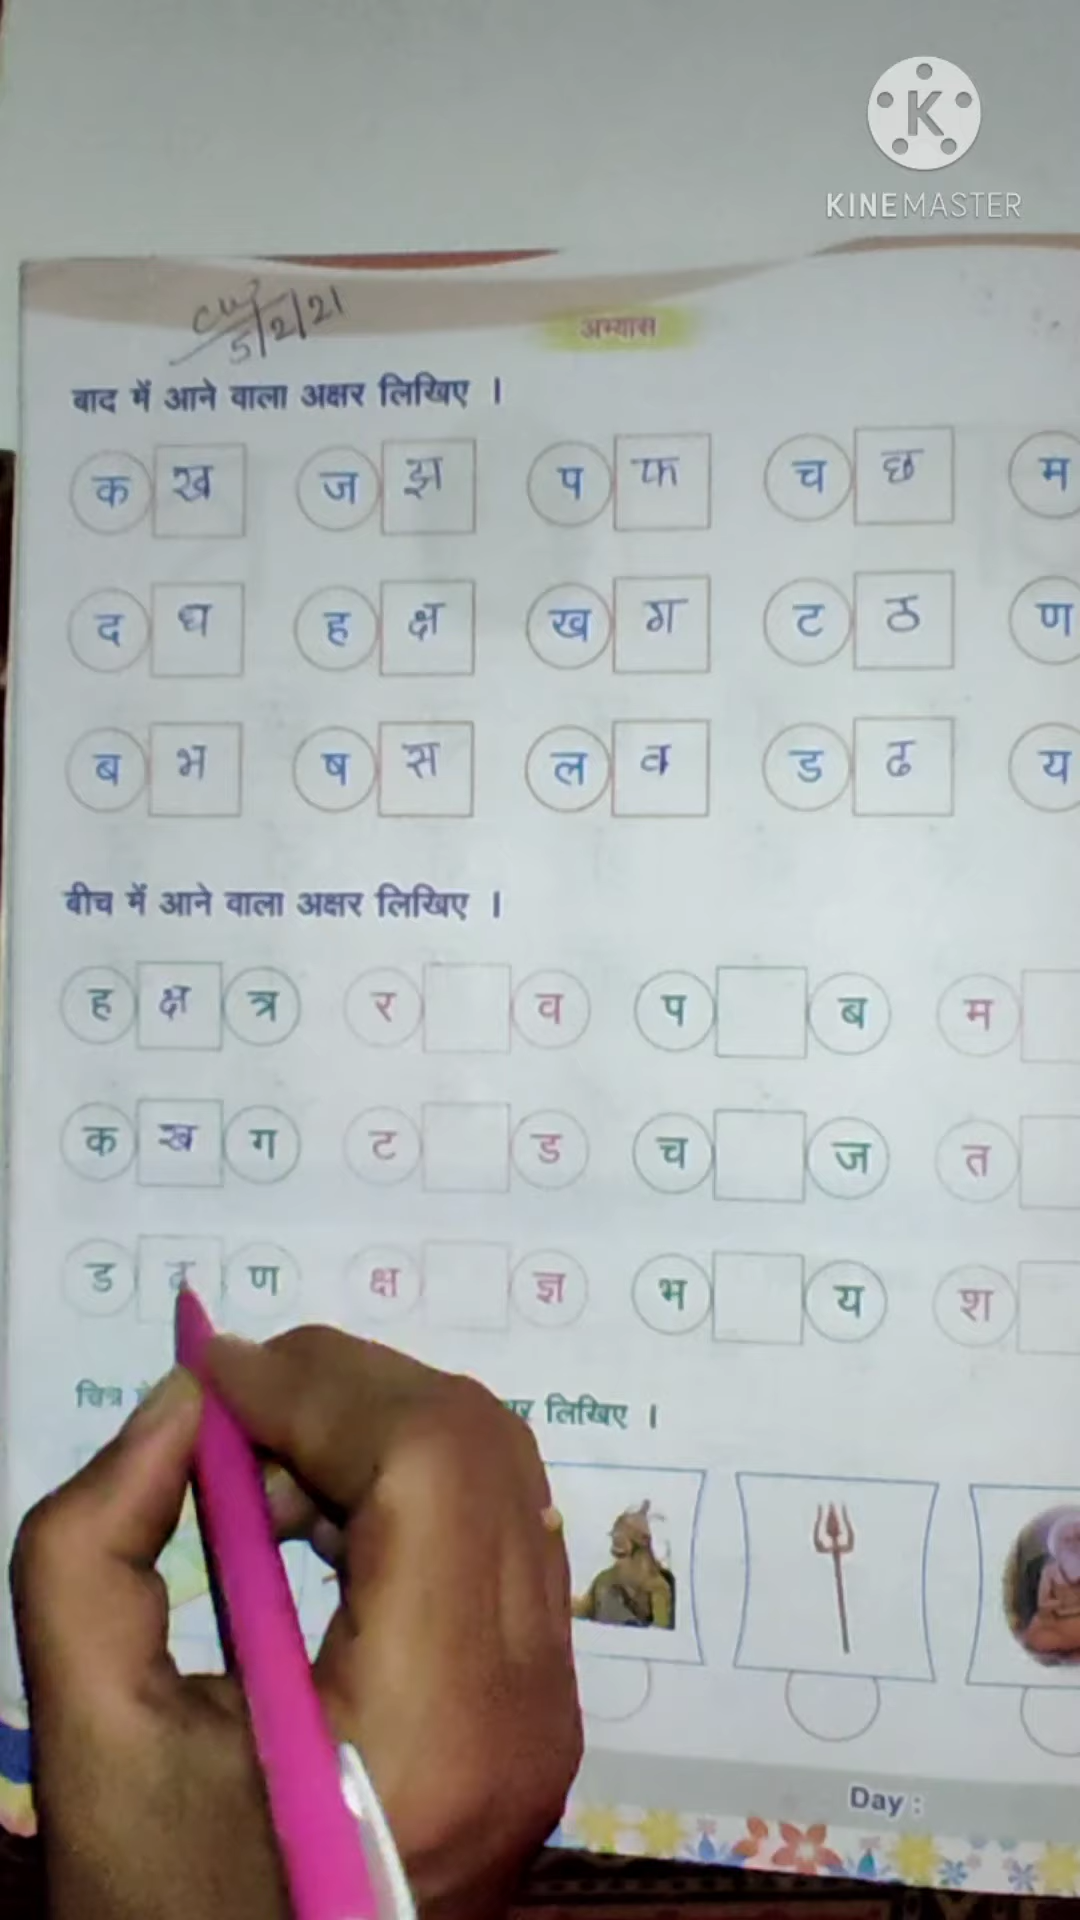 KINEMASTER
CW
5/2/21
अभ्यास
बाद में आने वाला अक्षर लिखिए ।
क ख ज झ प फ च छ म
द ध ह क्ष ख ग ट ठ ण
ब भ ष स ल व ड ढ य
बीच में आने वाला अक्षर लिखिए ।
ह क्ष त्र र व प ब म
क ख ग ट ड च ज त
ड ढ ण क्ष ज्ञ भ य श
चित्र लिखिए ।
Day :